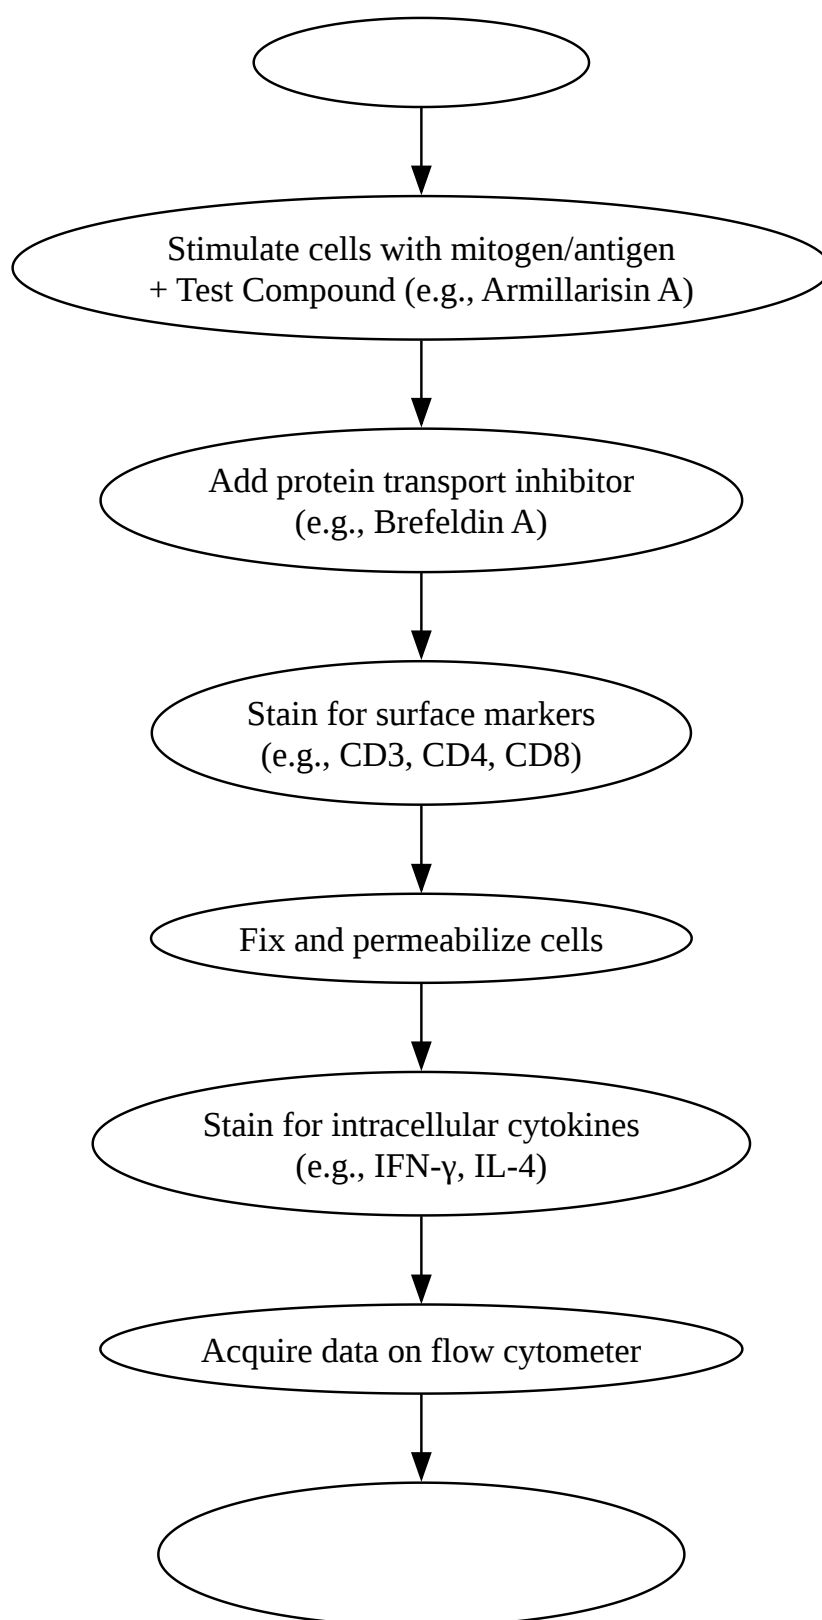 Stimulate cells with mitogen/antigen
+ Test Compound (e.g., Armillarisin A)
Add protein transport inhibitor
(e.g., Brefeldin A)
Stain for surface markers
(e.g., CD3, CD4, CD8)
Fix and permeabilize cells
Stain for intracellular cytokines
(e.g., IFN-γ, IL-4)
Acquire data on flow cytometer